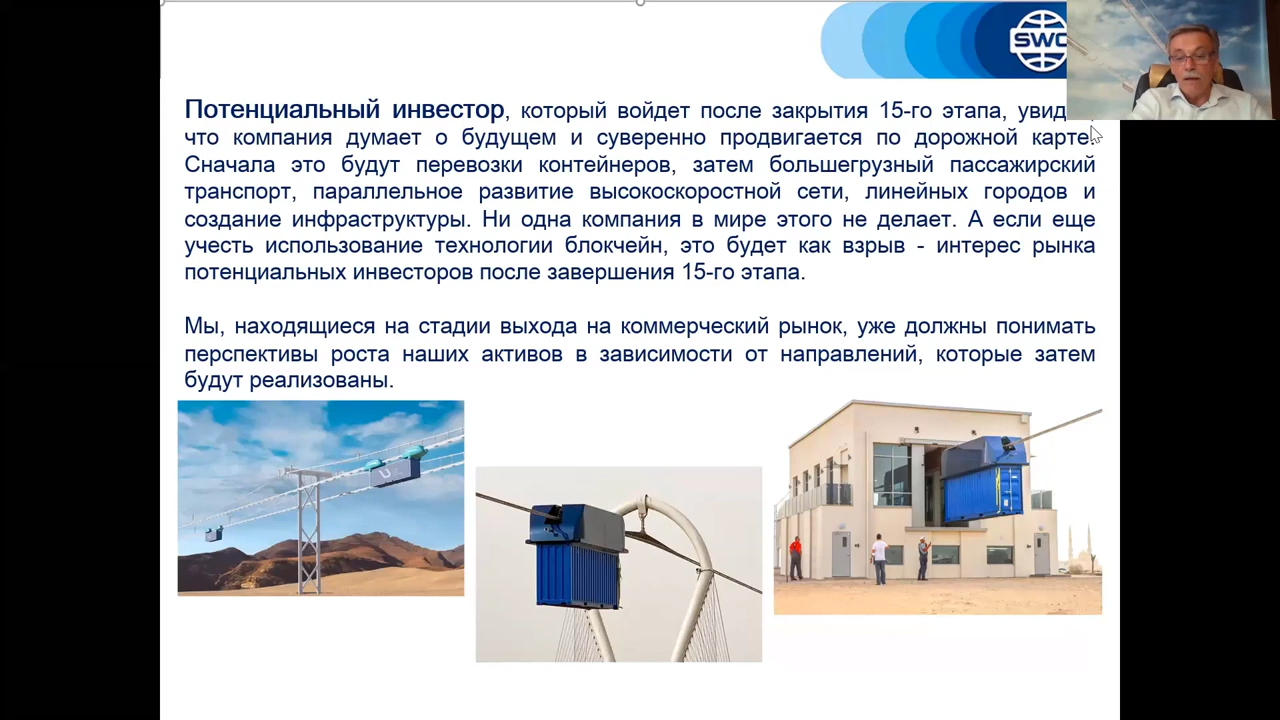 SWC
Потенциальный инвестор, который войдет после закрытия 15-го этапа,
что компания думает о будущем и суверенно продвигается по дорожной карте.
Сначала это будут перевозки контейнеров, затем большегрузный пассажирский
транспорт, параллельное развитие высокоскоростной сети, линейных городов и
создание инфраструктуры. Ни одна компания в мире этого не делает. А если еще
учесть использование технологии блокчейн, это будет как взрыв - интерес рынка
потенциальных инвесторов после завершения 15-го этапа.
Мы, находящиеся на стадии выхода на коммерческий рынок, уже должны понимать
перспективы роста наших активов в зависимости от направлений, которые затем
будут реализованы.